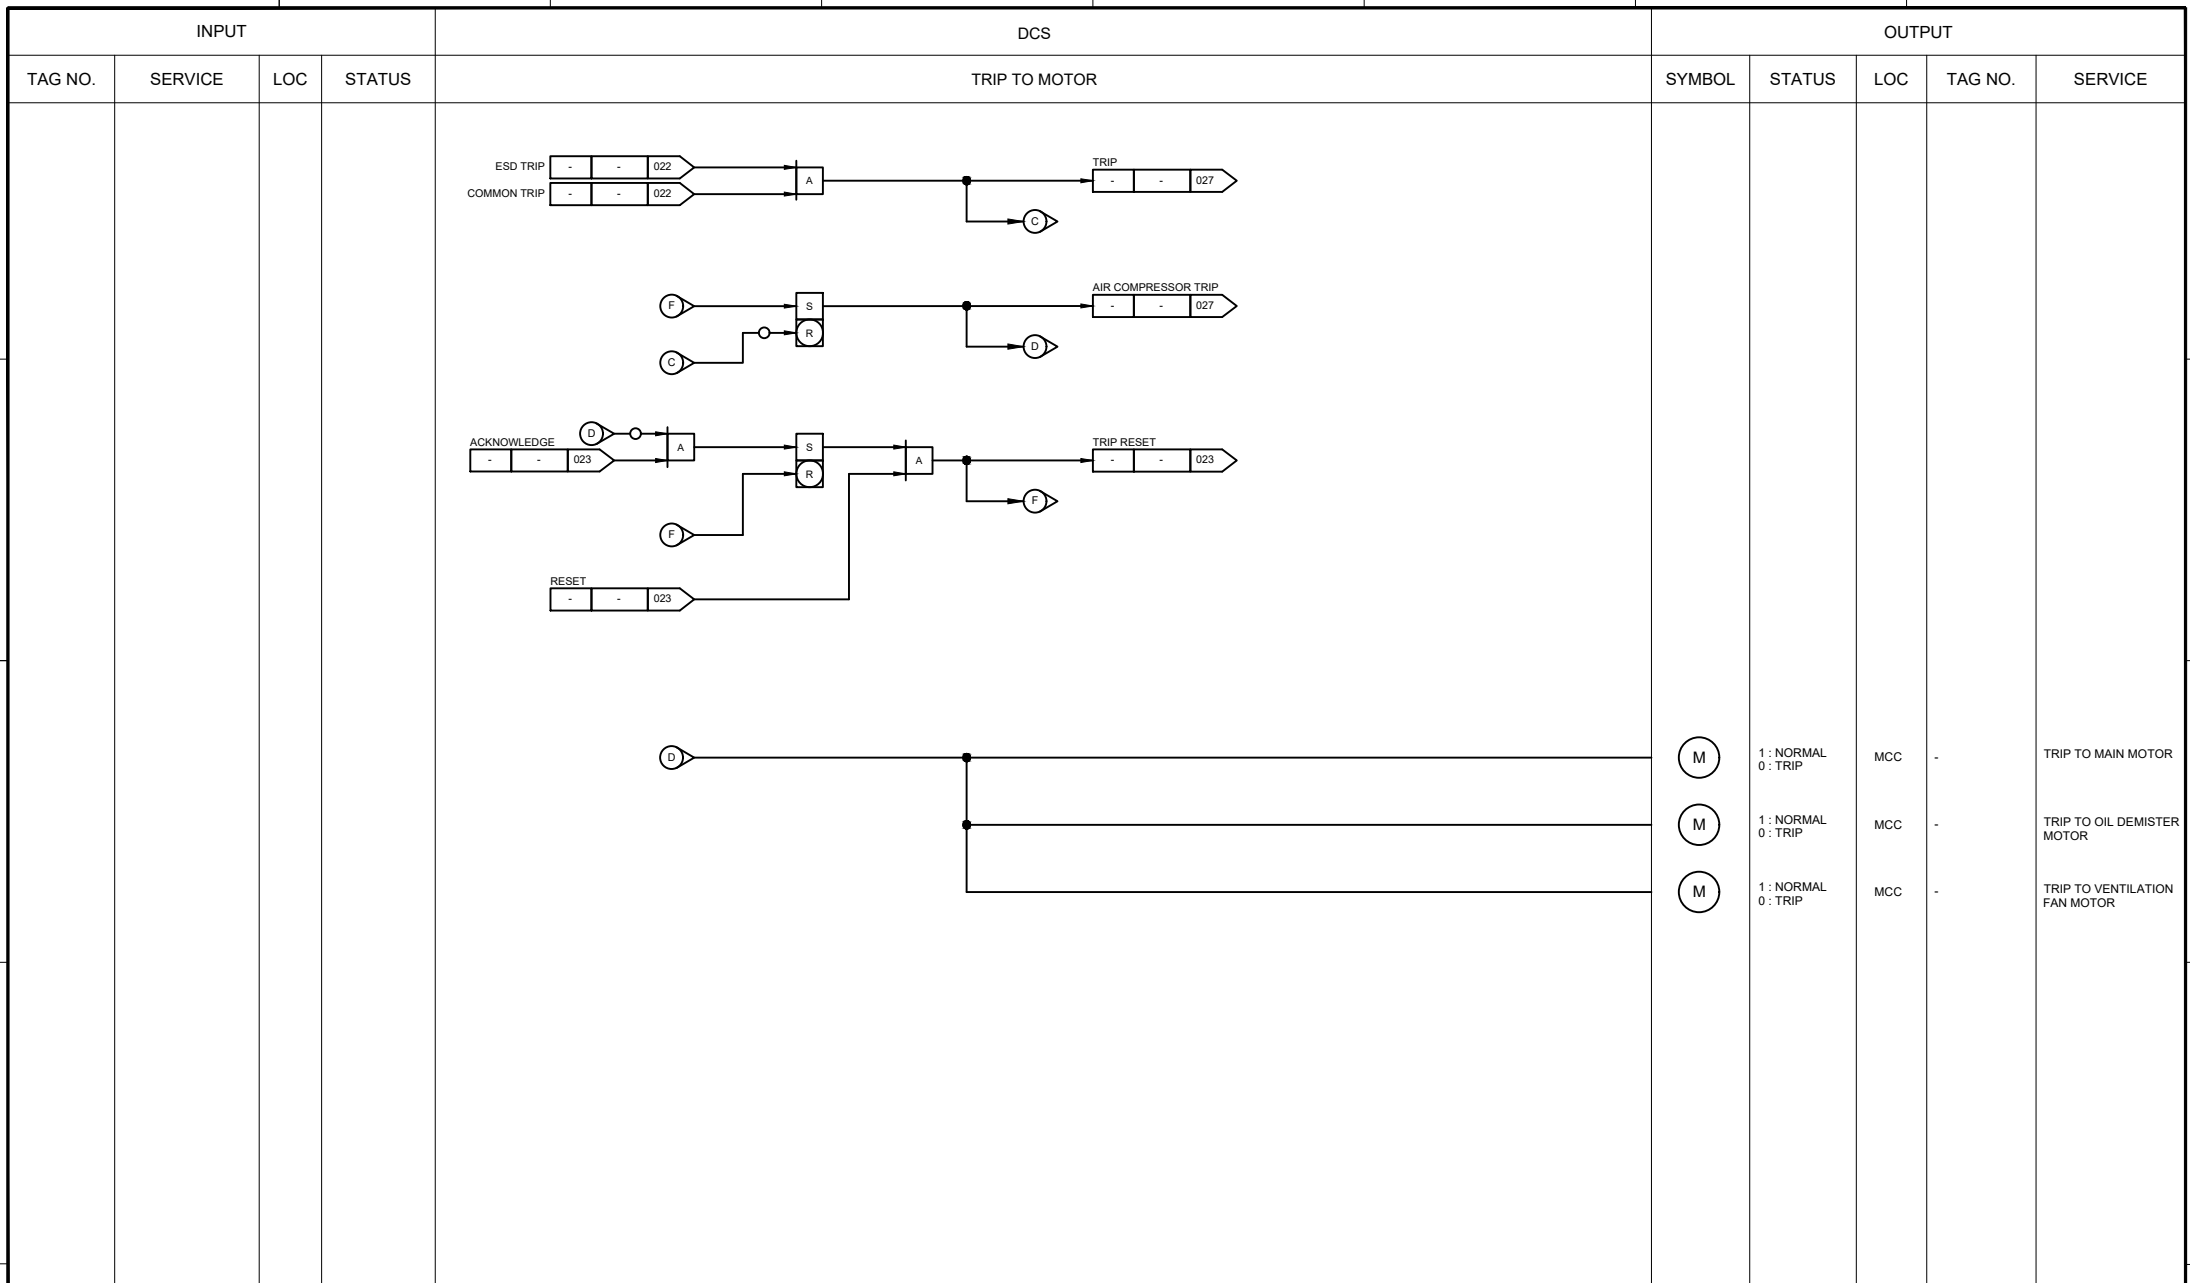 INPUT
DCS
OUTPUT
TAG NO.
SERVICE
LOC
STATUS
TRIP TO MOTOR
SYMBOL
STATUS
LOC
TAG NO.
SERVICE
ESD TRIP - - 022
COMMON TRIP - - 022
A
TRIP
- - 027
C
F
S
R
C
AIR COMPRESSOR TRIP
- - 027
D
D
ACKNOWLEDGE
- - 023
A
S
R
A
TRIP RESET
- - 023
F
F
RESET
- - 023
D
M
1 : NORMAL
0 : TRIP
MCC
-
TRIP TO MAIN MOTOR
M
1 : NORMAL
0 : TRIP
MCC
-
TRIP TO OIL DEMISTER
MOTOR
M
1 : NORMAL
0 : TRIP
MCC
-
TRIP TO VENTILATION
FAN MOTOR